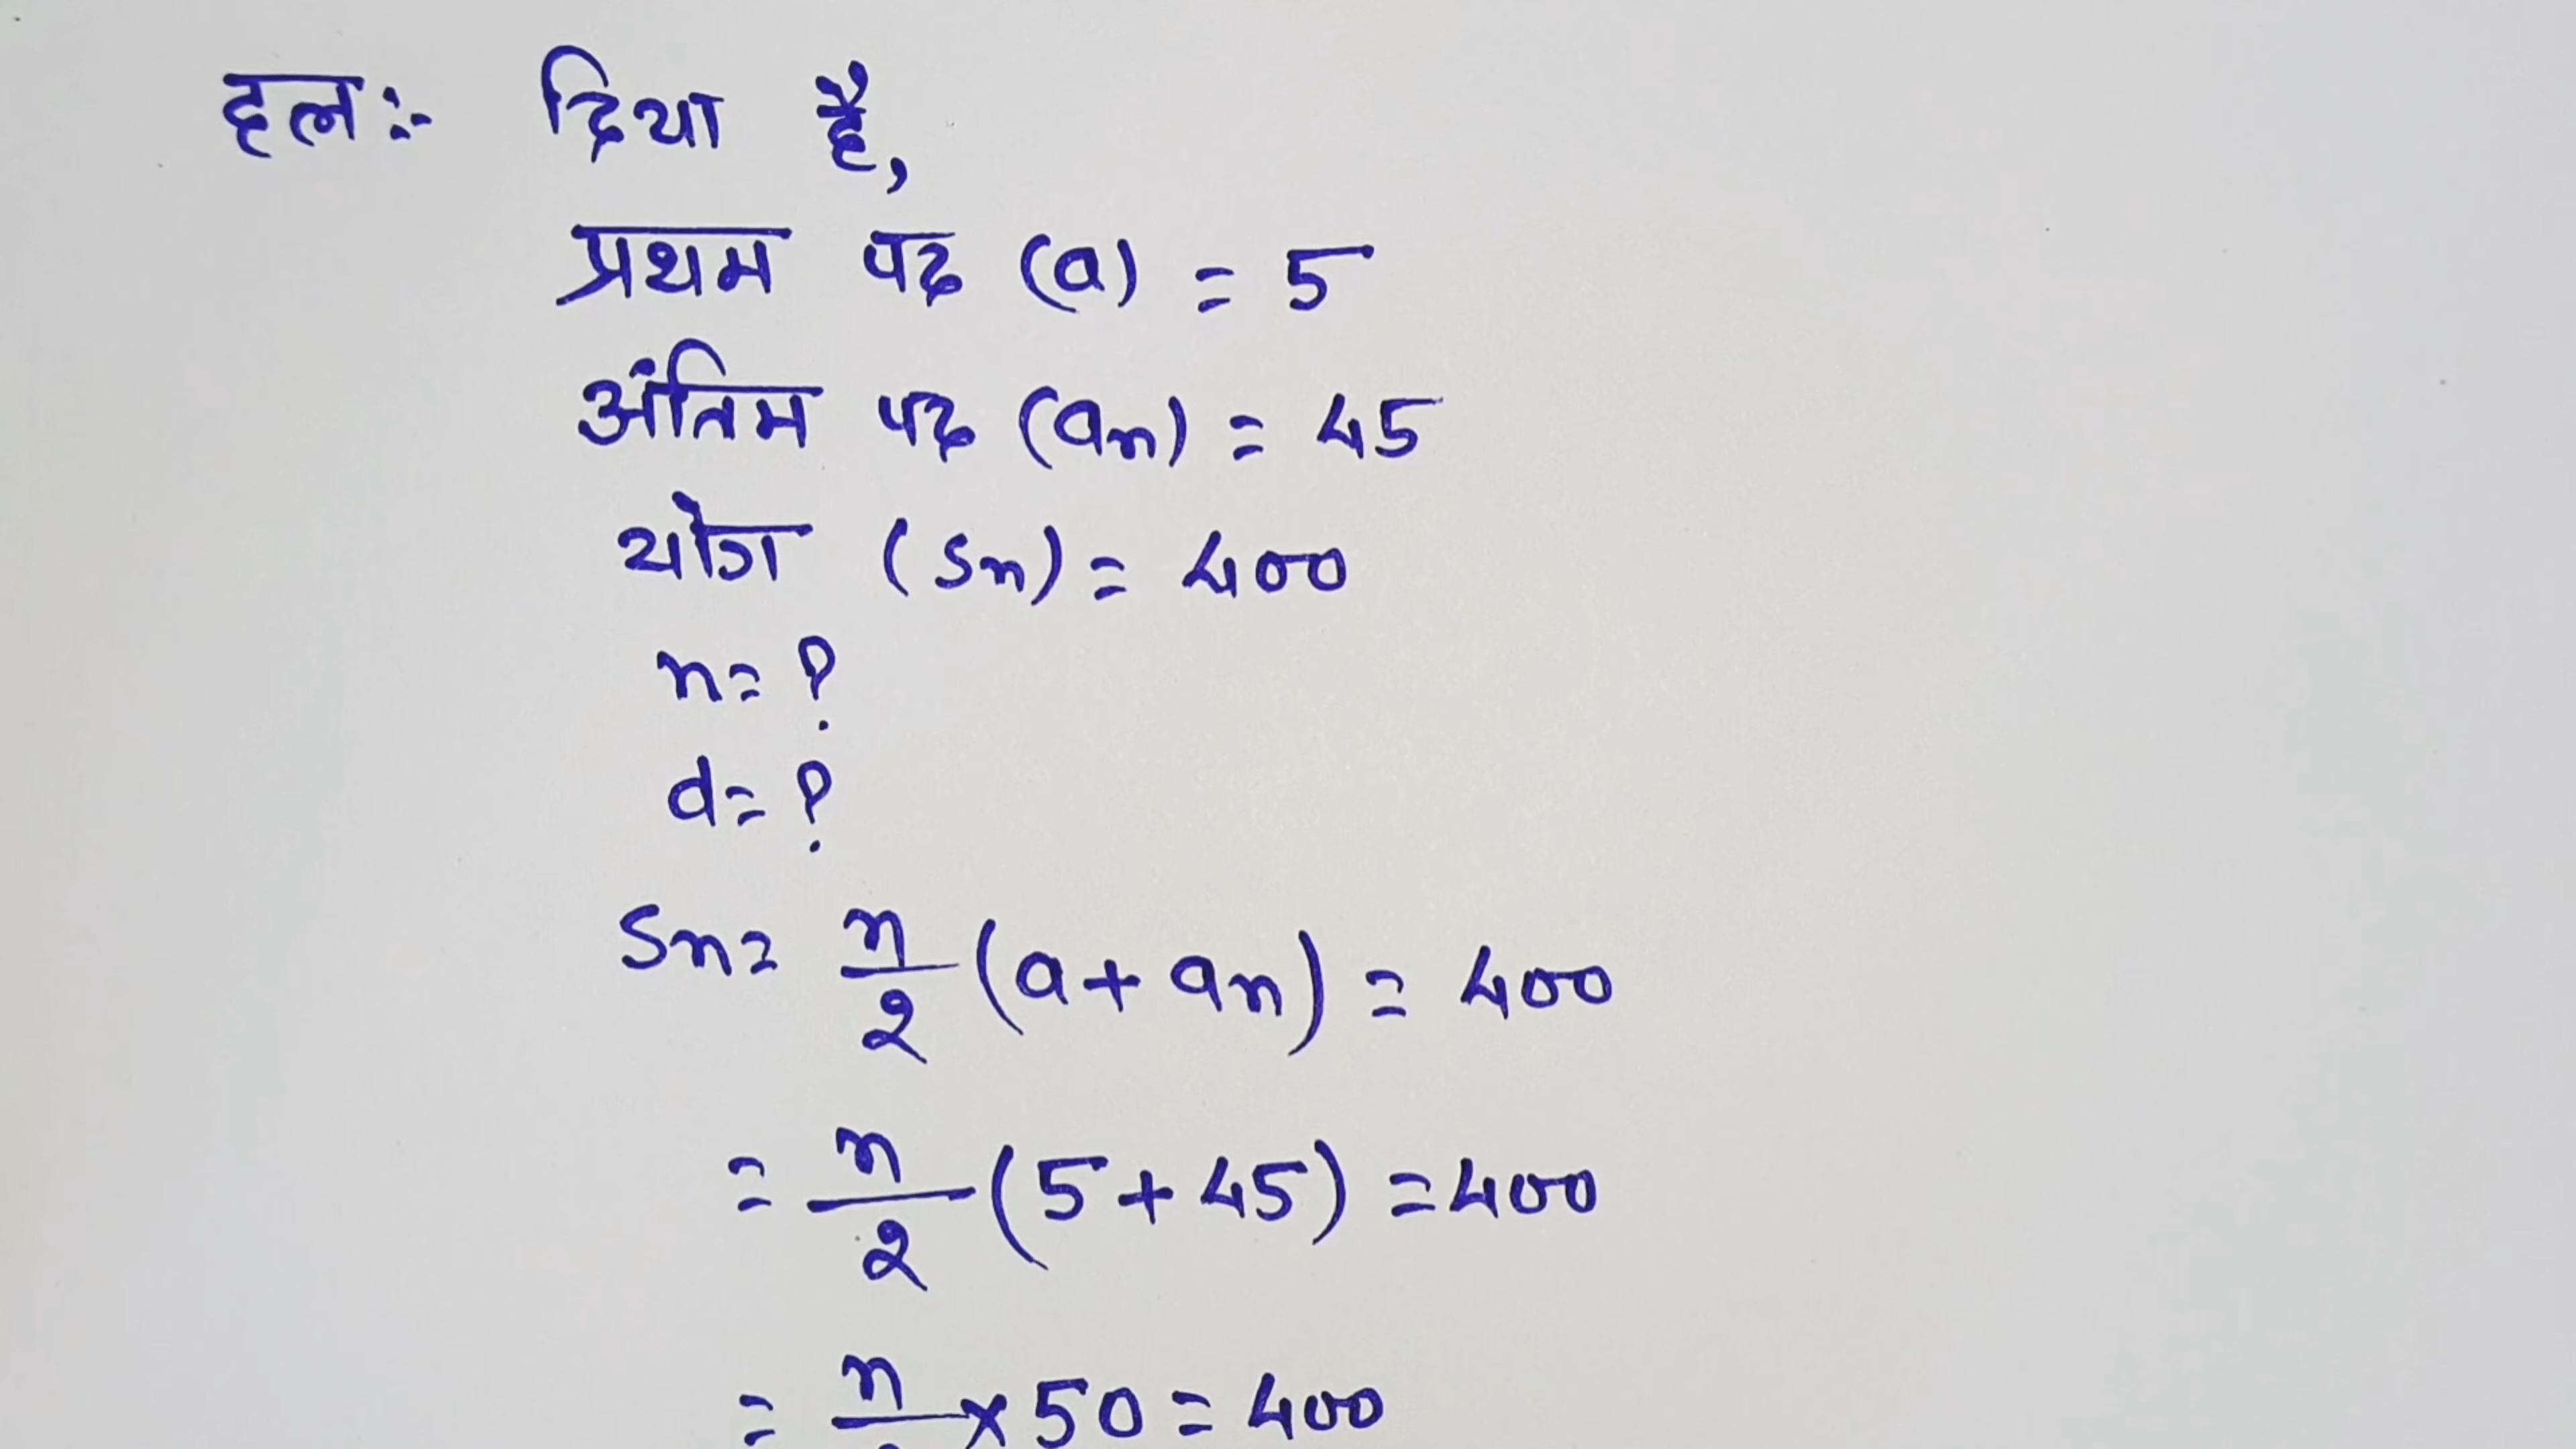 हल:- दिया है,
प्रथम पद (a) = 5
अंतिम पद (an) = 45
योग (Sn) = 400
n = ?
d = ?
Sn = n/2 (a + an) = 400
= n/2 (5 + 45) = 400
= n/ × 50 = 400